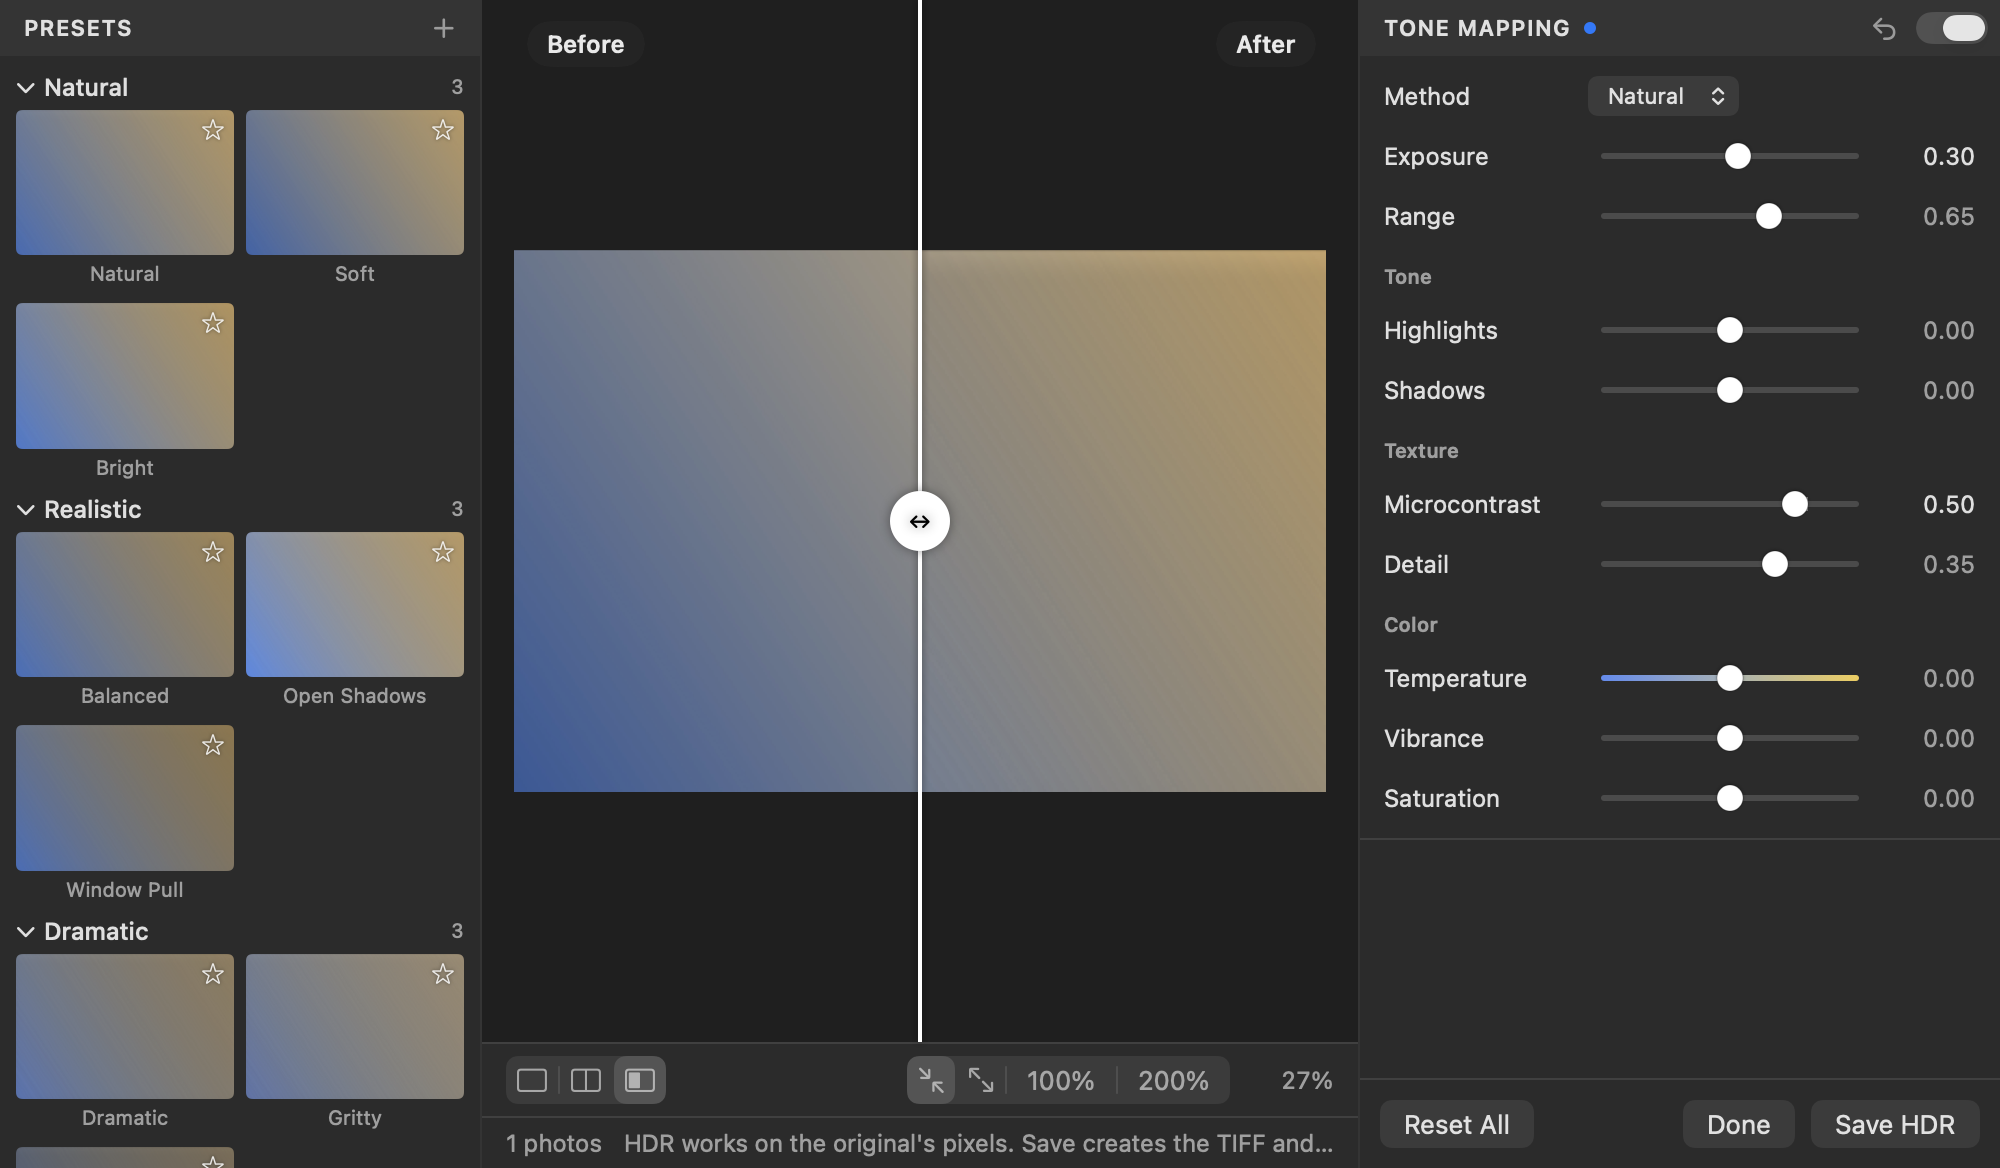 PRESETS
Natural 3
Natural
Soft
Bright
Realistic 3
Balanced
Open Shadows
Window Pull
Dramatic 3
Dramatic
Gritty
Before
After
100%
200%
27%
1 photos HDR works on the original's pixels. Save creates the TIFF and...
TONE MAPPING
Method Natural
Exposure 0.30
Range 0.65
Tone
Highlights 0.00
Shadows 0.00
Texture
Microcontrast 0.50
Detail 0.35
Color
Temperature 0.00
Vibrance 0.00
Saturation 0.00
Reset All
Done
Save HDR